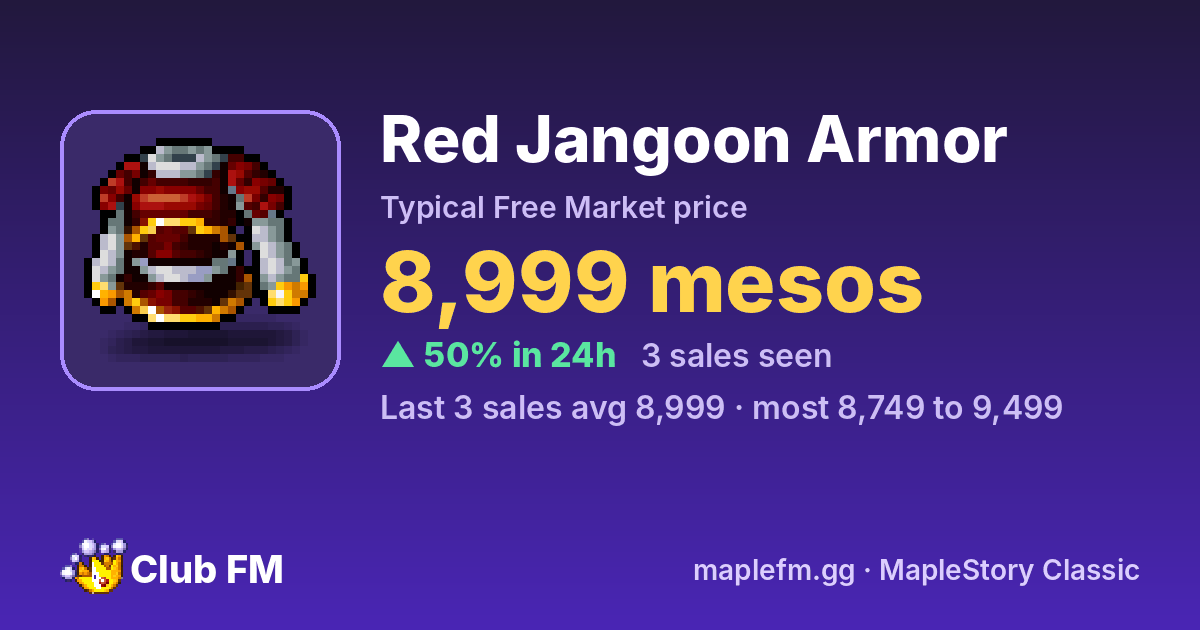 Red Jangoon Armor
Typical Free Market price
8,999 mesos
▲ 50% in 24h 3 sales seen
Last 3 sales avg 8,999 · most 8,749 to 9,499
Club FM
maplefm.gg · MapleStory Classic